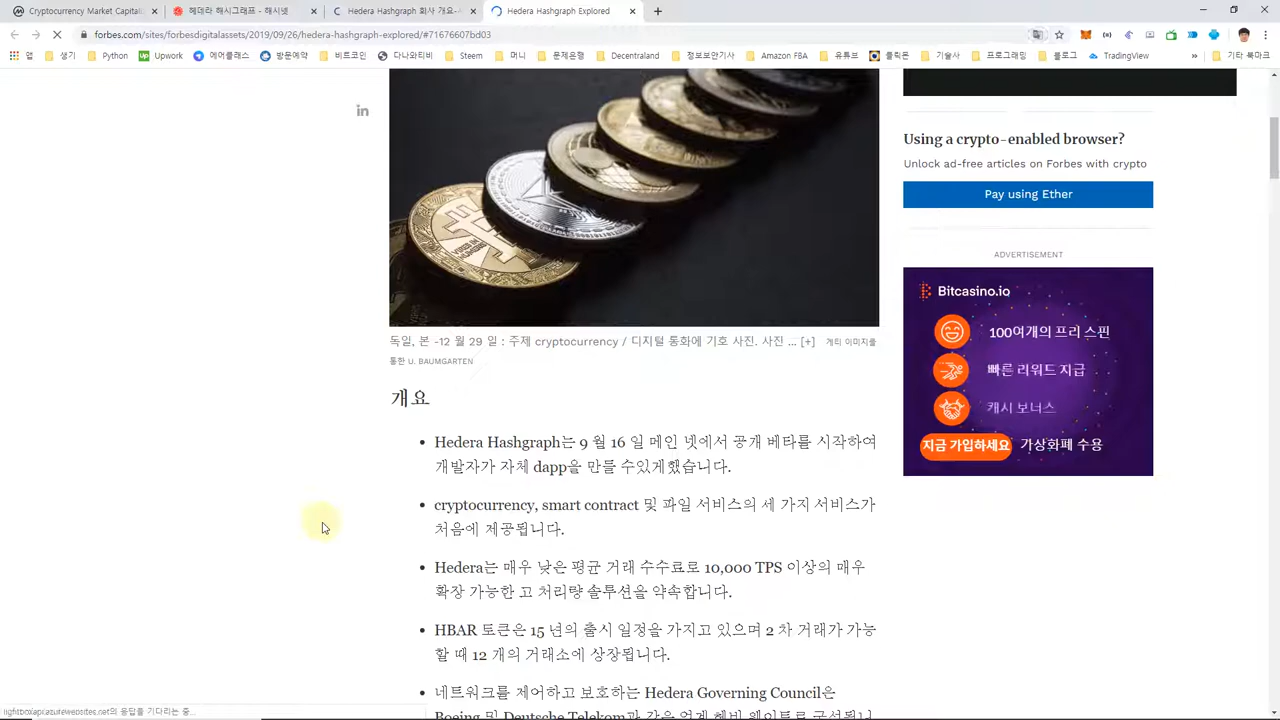 Cryptocurrency Market Capitali
헤데라 해시그래프 - 해시넷
Hedera Hashgraph 회사 개요-
Hedera Hashgraph Explored
forbes.com/sites/forbesdigitalassets/2019/09/26/hedera-hashgraph-explored/#71676607bd03
앱
생기
Python
Upwork
에어클래스
방문예약
비트코인
다나와티비
Steem
머니
문제은행
Decentraland
정보보안기사
Amazon FBA
유튜브
클릭몬
기술사
프로그래밍
블로그
TradingView
기타 북마크
in
Using a crypto-enabled browser?
Unlock ad-free articles on Forbes with crypto
Pay using Ether
ADVERTISEMENT
Bitcasino.io
100여개의 프리 스핀
빠른 리워드 지급
캐시 보너스
지금 가입하세요 가상화폐 수용
독일, 본 -12 월 29 일 : 주제 cryptocurrency / 디지털 통화에 기호 사진. 사진 ... [+] 게티 이미지를
통한 U. BAUMGARTEN
개요
• Hedera Hashgraph는 9 월 16 일 메인 넷에서 공개 베타를 시작하여
개발자가 자체 dapp을 만들 수있게했습니다.
• cryptocurrency, smart contract 및 파일 서비스의 세 가지 서비스가
처음에 제공됩니다.
• Hedera는 매우 낮은 평균 거래 수수료로 10,000 TPS 이상의 매우
확장 가능한 고 처리량 솔루션을 약속합니다.
• HBAR 토큰은 15 년의 출시 일정을 가지고 있으며 2 차 거래가 가능
할 때 12 개의 거래소에 상장됩니다.
• 네트워크를 제어하고 보호하는 Hedera Governing Council은
Boeing 및 Deutsche Telekom과 같은 업계 헤비 웨이트로 구성됩니